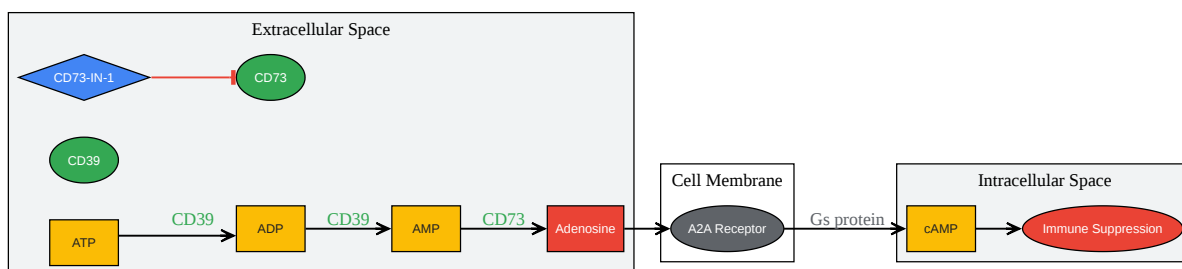 Extracellular Space
CD73-IN-1
CD73
CD39
Cell Membrane
Intracellular Space
ATP
CD39
ADP
CD39
AMP
CD73
Adenosine
A2A Receptor
Gs protein
cAMP
Immune Suppression